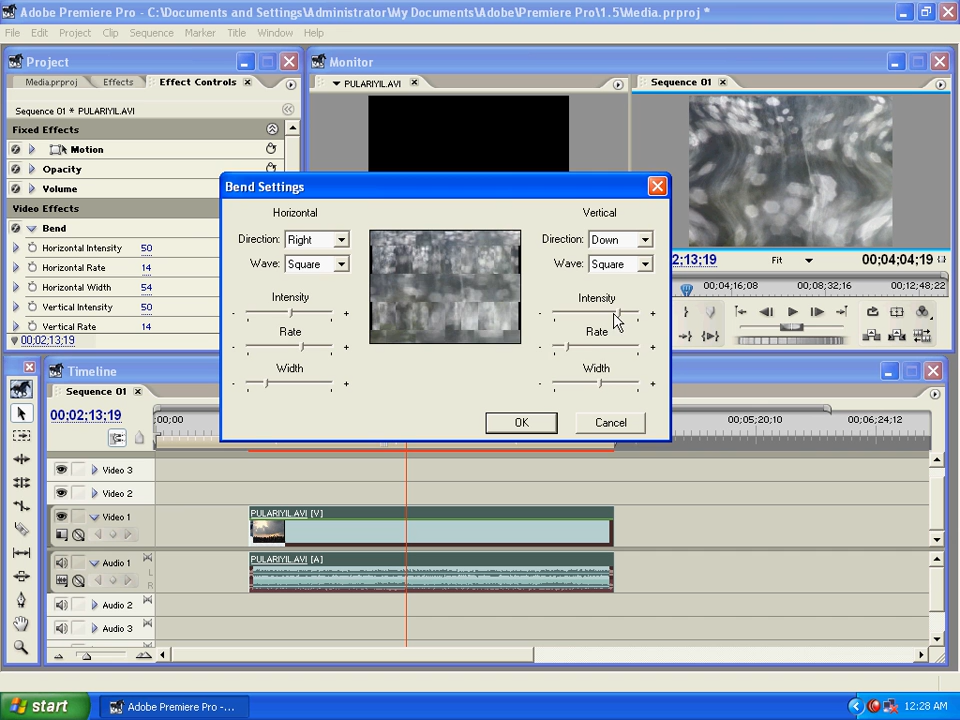 Adobe Premiere Pro - C:\Documents and Settings\Administrator\My Documents\Adobe\Premiere Pro\1.5\Media.prproj *
File Edit Project Clip Sequence Marker Title Window Help
Project
Monitor
Media.prproj Effects Effect Controls
PULARIYIL.AVI
Sequence 01
Sequence 01 * PULARIYIL.AVI
Fixed Effects
Motion
Opacity
Volume
Video Effects
Bend
Horizontal Intensity 50
Horizontal Rate 14
Horizontal Width 54
Vertical Intensity 50
Vertical Rate 14
00;02;13;19
Bend Settings
Horizontal
Vertical
Direction: Right
Direction: Down
Wave: Square
Wave: Square
Intensity
Intensity
- +
- +
Rate
Rate
- +
- +
Width
Width
- +
- +
OK Cancel
2;13;19 Fit 00;04;04;19
00;04;16;08 00;08;32;16 00;12;48;22
Timeline
Sequence 01
00;02;13;19
;00;00 00;05;20;10 00;06;24;12
Video 3
Video 2
Video 1
PULARIYIL.AVI [V]
Audio 1
PULARIYIL.AVI [A]
L
R
Audio 2
Audio 3
start
Adobe Premiere Pro -...
12:28 AM